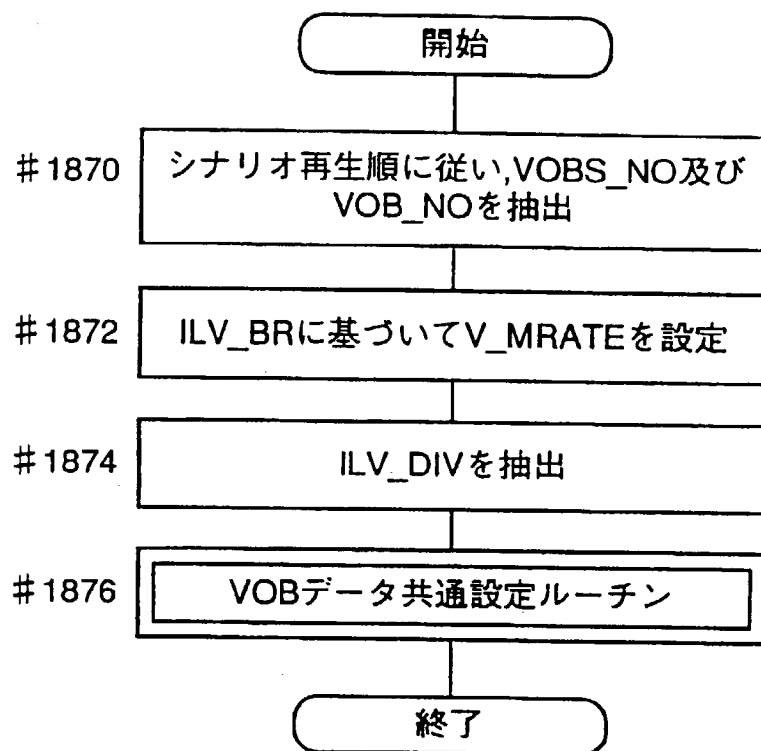 開始
#1870
シナリオ再生順に従い,VOBS_NO及び
VOB_NOを抽出
#1872
ILV_BRに基づいてV_MRATEを設定
#1874
ILV_DIVを抽出
#1876
VOBデータ共通設定ルーチン
終了